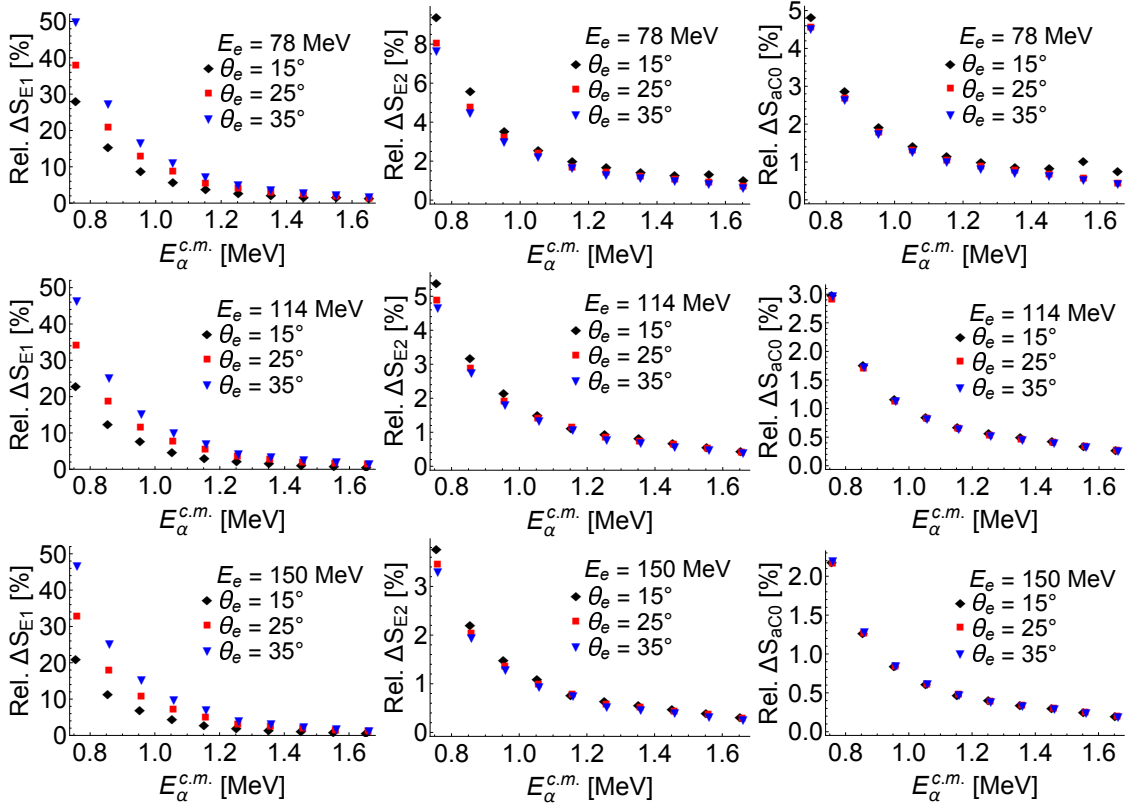 Rel. ΔS_E1 [%]
50
40
30
20
10
0
E_e = 78 MeV
θ_e = 15°
θ_e = 25°
θ_e = 35°
0.8 1.0 1.2 1.4 1.6
E_α^c.m. [MeV]
Rel. ΔS_E2 [%]
8
6
4
2
0
E_e = 78 MeV
θ_e = 15°
θ_e = 25°
θ_e = 35°
0.8 1.0 1.2 1.4 1.6
E_α^c.m. [MeV]
Rel. ΔS_aC0 [%]
5
4
3
2
1
0
E_e = 78 MeV
θ_e = 15°
θ_e = 25°
θ_e = 35°
0.8 1.0 1.2 1.4 1.6
E_α^c.m. [MeV]
Rel. ΔS_E1 [%]
50
40
30
20
10
0
E_e = 114 MeV
θ_e = 15°
θ_e = 25°
θ_e = 35°
0.8 1.0 1.2 1.4 1.6
E_α^c.m. [MeV]
Rel. ΔS_E2 [%]
5
4
3
2
1
0
E_e = 114 MeV
θ_e = 15°
θ_e = 25°
θ_e = 35°
0.8 1.0 1.2 1.4 1.6
E_α^c.m. [MeV]
Rel. ΔS_aC0 [%]
3.0
2.5
2.0
1.5
1.0
0.5
0.0
E_e = 114 MeV
θ_e = 15°
θ_e = 25°
θ_e = 35°
0.8 1.0 1.2 1.4 1.6
E_α^c.m. [MeV]
Rel. ΔS_E1 [%]
50
40
30
20
10
0
E_e = 150 MeV
θ_e = 15°
θ_e = 25°
θ_e = 35°
0.8 1.0 1.2 1.4 1.6
E_α^c.m. [MeV]
Rel. ΔS_E2 [%]
3
2
1
0
E_e = 150 MeV
θ_e = 15°
θ_e = 25°
θ_e = 35°
0.8 1.0 1.2 1.4 1.6
E_α^c.m. [MeV]
Rel. ΔS_aC0 [%]
2.0
1.5
1.0
0.5
0.0
E_e = 150 MeV
θ_e = 15°
θ_e = 25°
θ_e = 35°
0.8 1.0 1.2 1.4 1.6
E_α^c.m. [MeV]